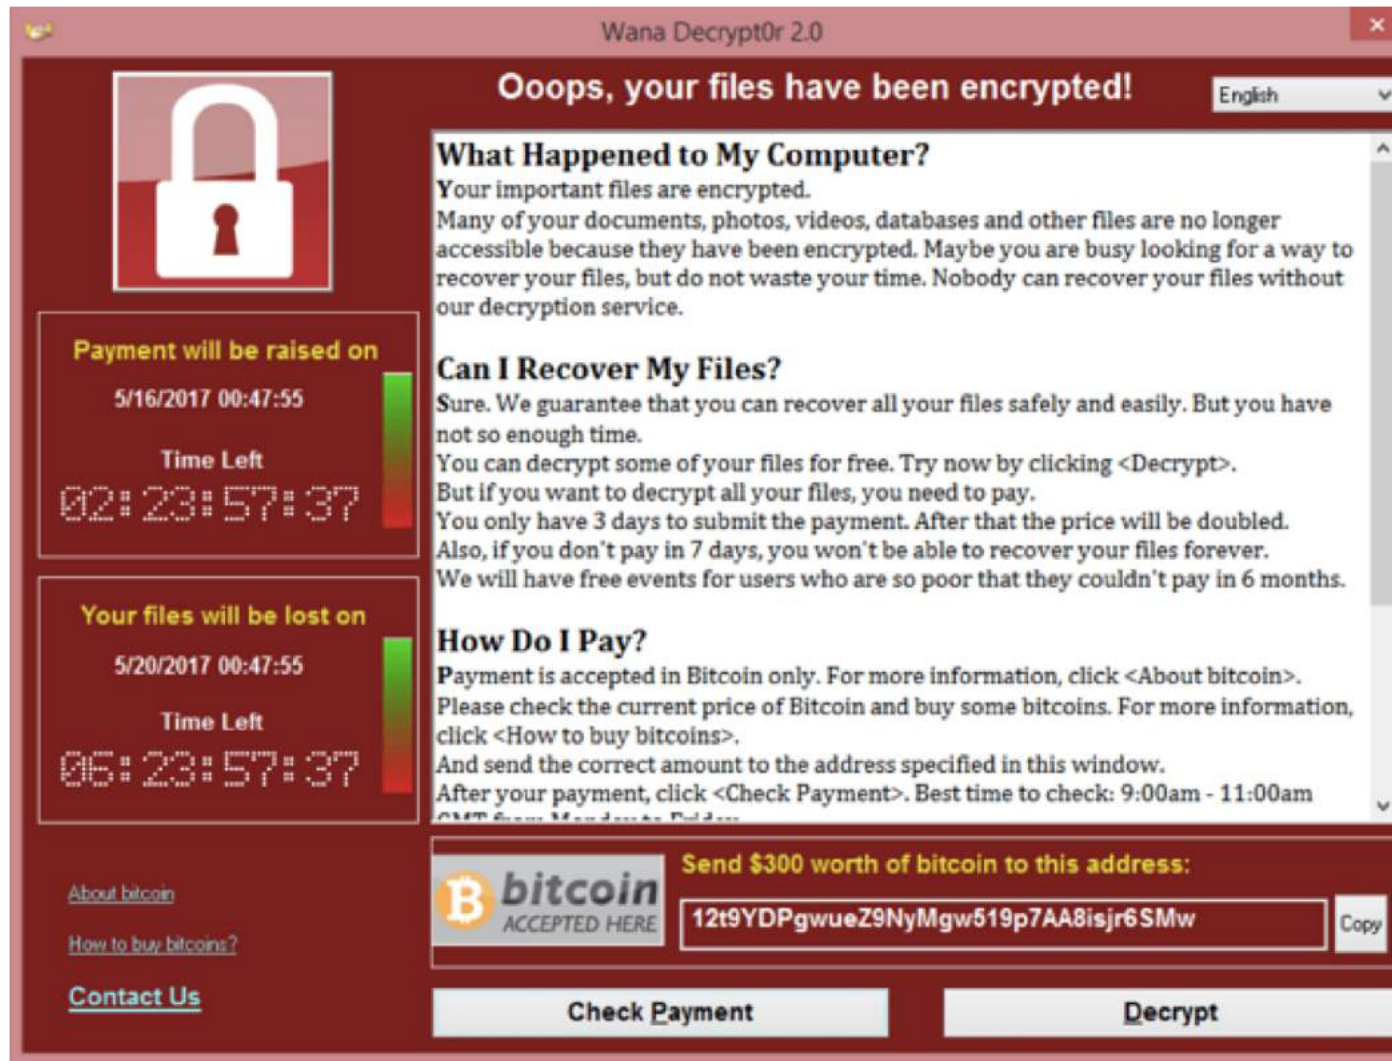 Wana Decrypt0r 2.0
Ooops, your files have been encrypted!
English
Payment will be raised on
5/16/2017 00:47:55
Time Left
02:23:57:37
Your files will be lost on
5/20/2017 00:47:55
Time Left
06:23:57:37
About bitcoin
How to buy bitcoins?
Contact Us
What Happened to My Computer?
Your important files are encrypted.
Many of your documents, photos, videos, databases and other files are no longer
accessible because they have been encrypted. Maybe you are busy looking for a way to
recover your files, but do not waste your time. Nobody can recover your files without
our decryption service.
Can I Recover My Files?
Sure. We guarantee that you can recover all your files safely and easily. But you have
not so enough time.
You can decrypt some of your files for free. Try now by clicking <Decrypt>.
But if you want to decrypt all your files, you need to pay.
You only have 3 days to submit the payment. After that the price will be doubled.
Also, if you don't pay in 7 days, you won't be able to recover your files forever.
We will have free events for users who are so poor that they couldn't pay in 6 months.
How Do I Pay?
Payment is accepted in Bitcoin only. For more information, click <About bitcoin>.
Please check the current price of Bitcoin and buy some bitcoins. For more information,
click <How to buy bitcoins>.
And send the correct amount to the address specified in this window.
After your payment, click <Check Payment>. Best time to check: 9:00am - 11:00am
GMT from Monday to Friday
bitcoin
ACCEPTED HERE
Send $300 worth of bitcoin to this address:
12t9YDPgwueZ9NyMgw519p7AA8isjr6SMw
Copy
Check Payment
Decrypt